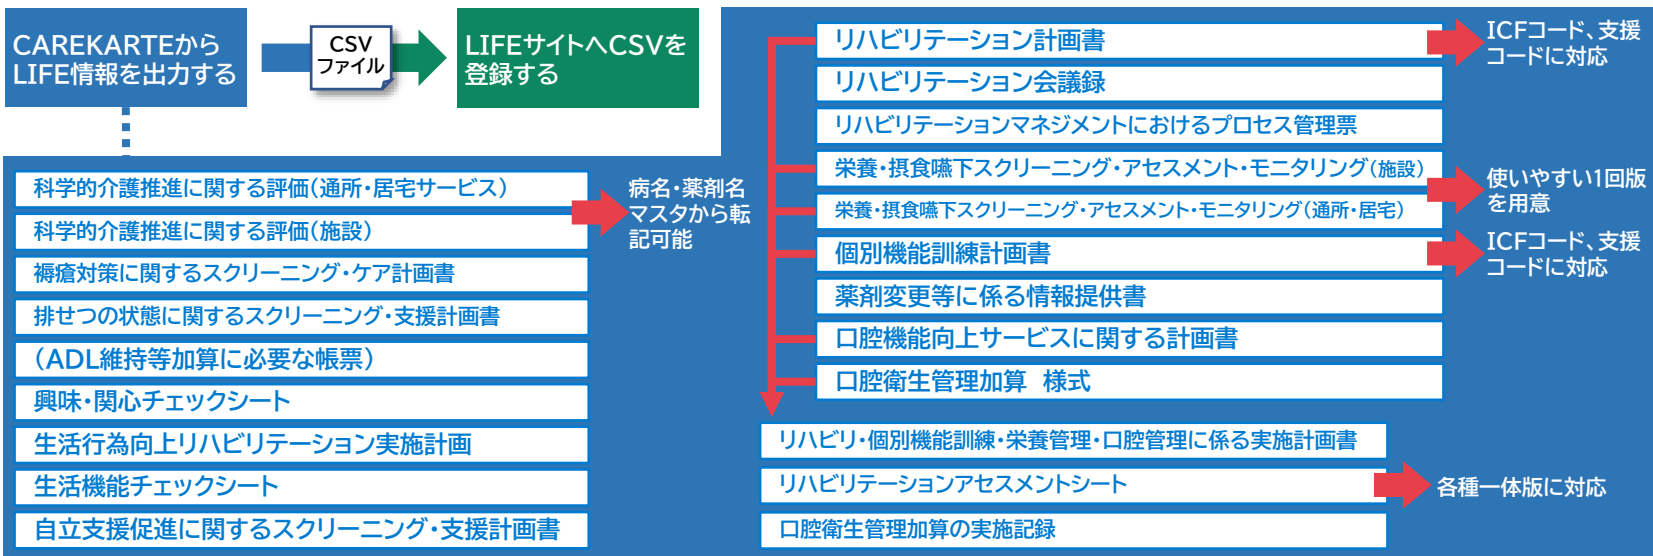 CAREKARTEから
LIFE情報を出力する
CSV
ファイル
LIFEサイトへCSVを
登録する
科学的介護推進に関する評価(通所・居宅サービス)
科学的介護推進に関する評価(施設)
褥瘡対策に関するスクリーニング・ケア計画書
排せつの状態に関するスクリーニング・支援計画書
(ADL維持等加算に必要な帳票)
興味・関心チェックシート
生活行為向上リハビリテーション実施計画
生活機能チェックシート
自立支援促進に関するスクリーニング・支援計画書
病名・薬剤名
マスタから転
記可能
リハビリテーション計画書
リハビリテーション会議録
リハビリテーションマネジメントにおけるプロセス管理票
栄養・摂食嚥下スクリーニング・アセスメント・モニタリング(施設)
栄養・摂食嚥下スクリーニング・アセスメント・モニタリング(通所・居宅)
個別機能訓練計画書
薬剤変更等に係る情報提供書
口腔機能向上サービスに関する計画書
口腔衛生管理加算 様式
ICFコード、支援
コードに対応
使いやすい1回版
を用意
ICFコード、支援
コードに対応
リハビリ・個別機能訓練・栄養管理・口腔管理に係る実施計画書
リハビリテーションアセスメントシート
口腔衛生管理加算の実施記録
各種一体版に対応